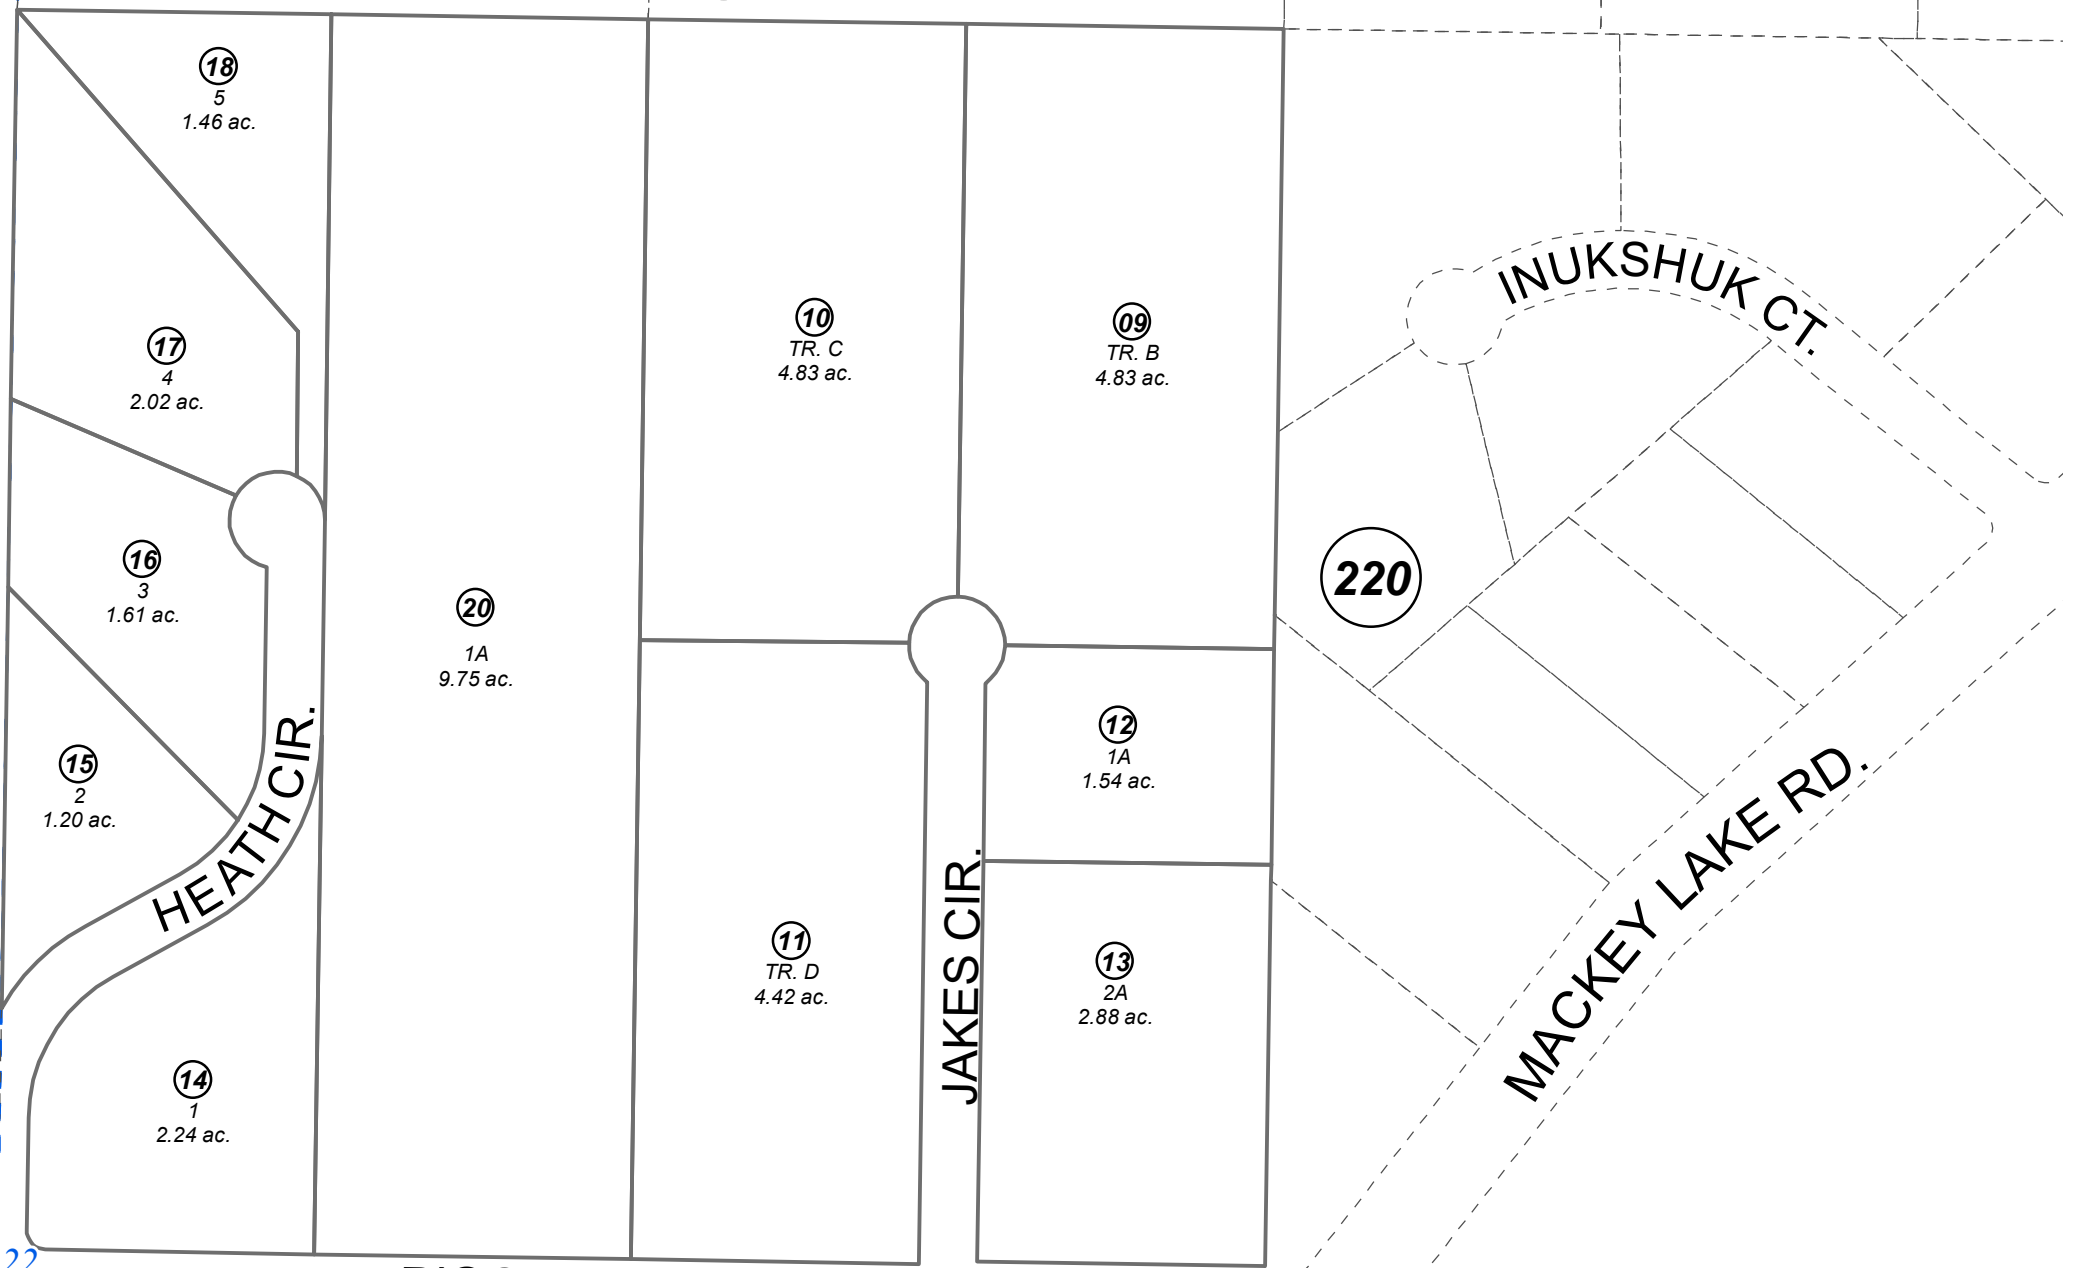 18
5
1.46 ac.
17
4
2.02 ac.
16
3
1.61 ac.
15
2
1.20 ac.
HEATH CIR.
14
1
2.24 ac.
20
1A
9.75 ac.
10
TR. C
4.83 ac.
09
TR. B
4.83 ac.
11
TR. D
4.42 ac.
JAKES CIR.
12
1A
1.54 ac.
13
2A
2.88 ac.
INUKSHUK CT.
220
MACKEY LAKE RD.
22